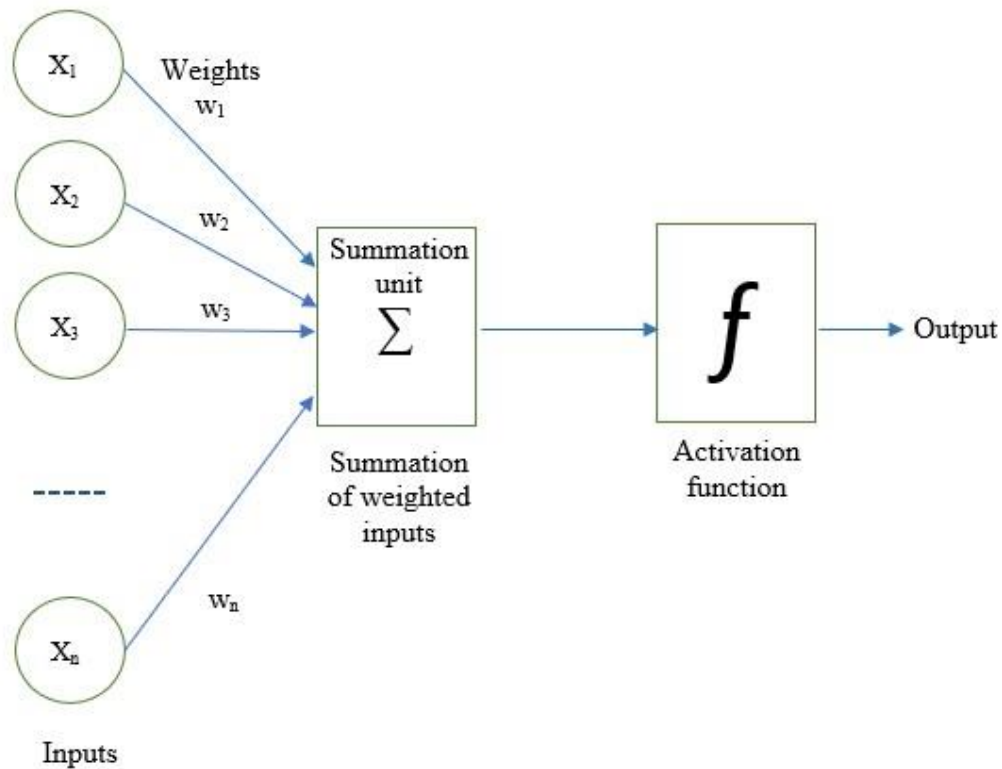 X₁
Weights
w₁
X₂
w₂
X₃
w₃
Summation
unit
∑
Summation
of weighted
inputs
f
Activation
function
Output
-----
wₙ
Xₙ
Inputs